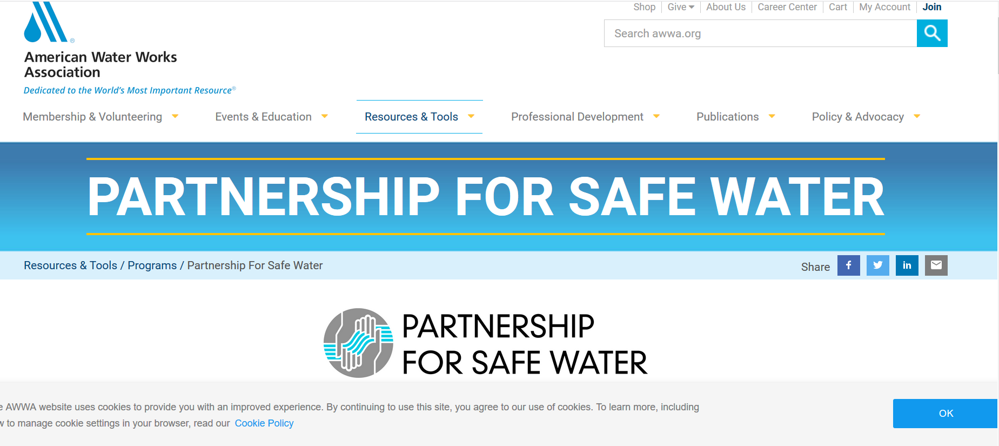 Shop Give About Us Career Center Cart My Account Join
Search awwa.org
American Water Works
Association
Dedicated to the World's Most Important Resource®
Membership & Volunteering Events & Education Resources & Tools Professional Development Publications Policy & Advocacy
PARTNERSHIP FOR SAFE WATER
Resources & Tools / Programs / Partnership For Safe Water
Share
PARTNERSHIP
FOR SAFE WATER
AWWA website uses cookies to provide you with an improved experience. By continuing to use this site, you agree to our use of cookies. To learn more, including
to manage cookie settings in your browser, read our Cookie Policy
OK